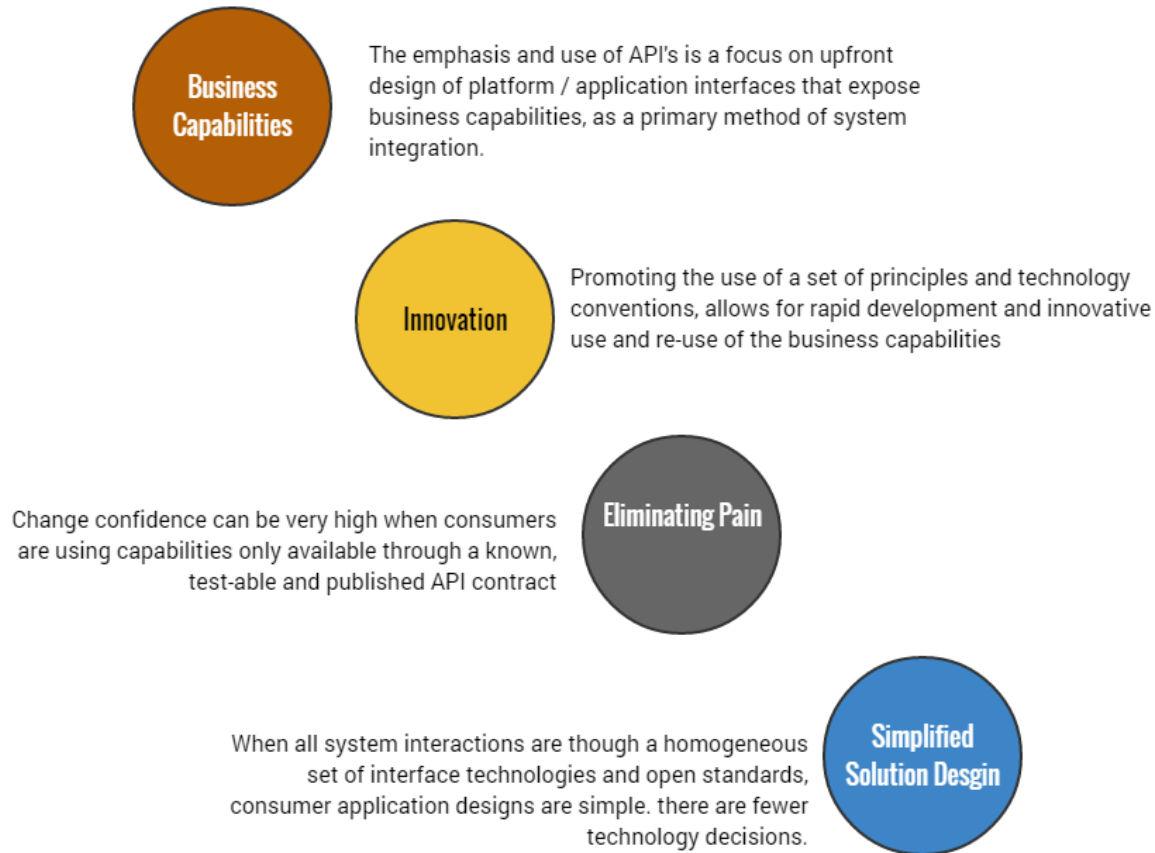 Business
Capabilities
The emphasis and use of API's is a focus on upfront
design of platform / application interfaces that expose
business capabilities, as a primary method of system
integration.
Innovation
Promoting the use of a set of principles and technology
conventions, allows for rapid development and innovative
use and re-use of the business capabilities
Eliminating Pain
Change confidence can be very high when consumers
are using capabilities only available through a known,
test-able and published API contract
Simplified
Solution Desgin
When all system interactions are though a homogeneous
set of interface technologies and open standards,
consumer application designs are simple. there are fewer
technology decisions.